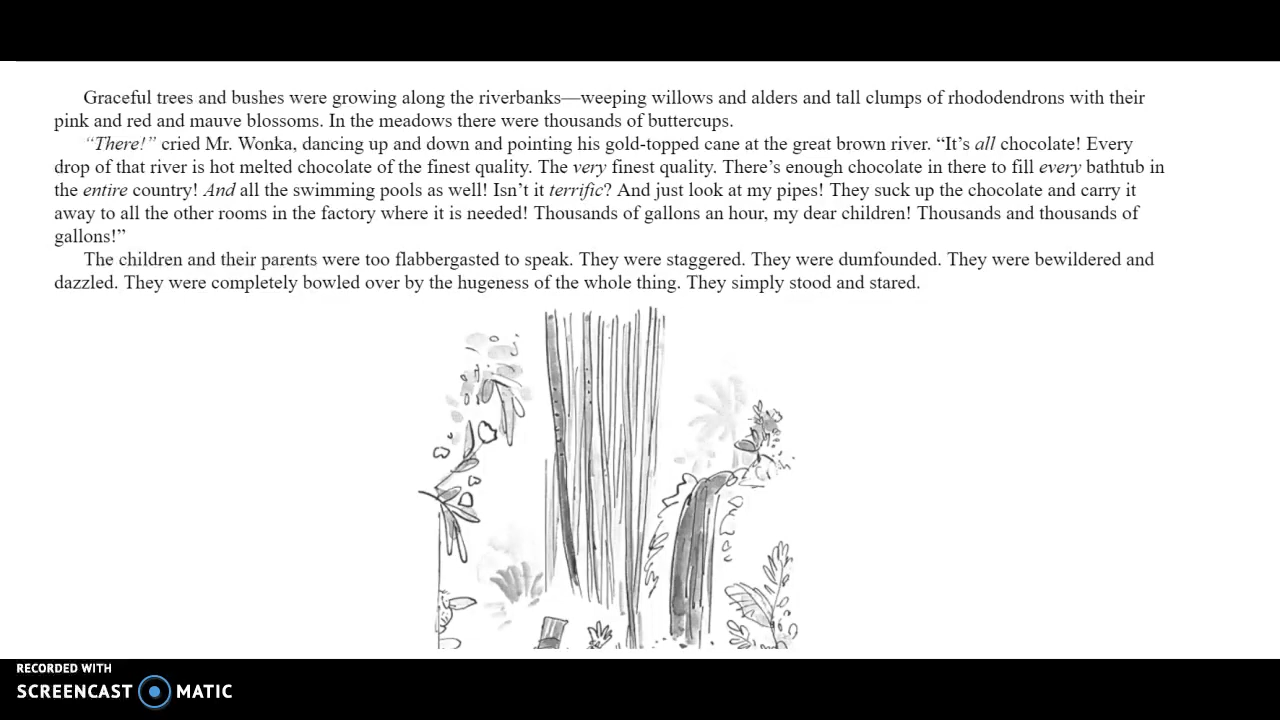 Graceful trees and bushes were growing along the riverbanks—weeping willows and alders and tall clumps of rhododendrons with their
pink and red and mauve blossoms. In the meadows there were thousands of buttercups.
“There!” cried Mr. Wonka, dancing up and down and pointing his gold-topped cane at the great brown river. “It’s all chocolate! Every
drop of that river is hot melted chocolate of the finest quality. The very finest quality. There’s enough chocolate in there to fill every bathtub in
the entire country! And all the swimming pools as well! Isn’t it terrific? And just look at my pipes! They suck up the chocolate and carry it
away to all the other rooms in the factory where it is needed! Thousands of gallons an hour, my dear children! Thousands and thousands of
gallons!”
The children and their parents were too flabbergasted to speak. They were staggered. They were dumfounded. They were bewildered and
dazzled. They were completely bowled over by the hugeness of the whole thing. They simply stood and stared.
RECORDED WITH
SCREENCAST MATIC